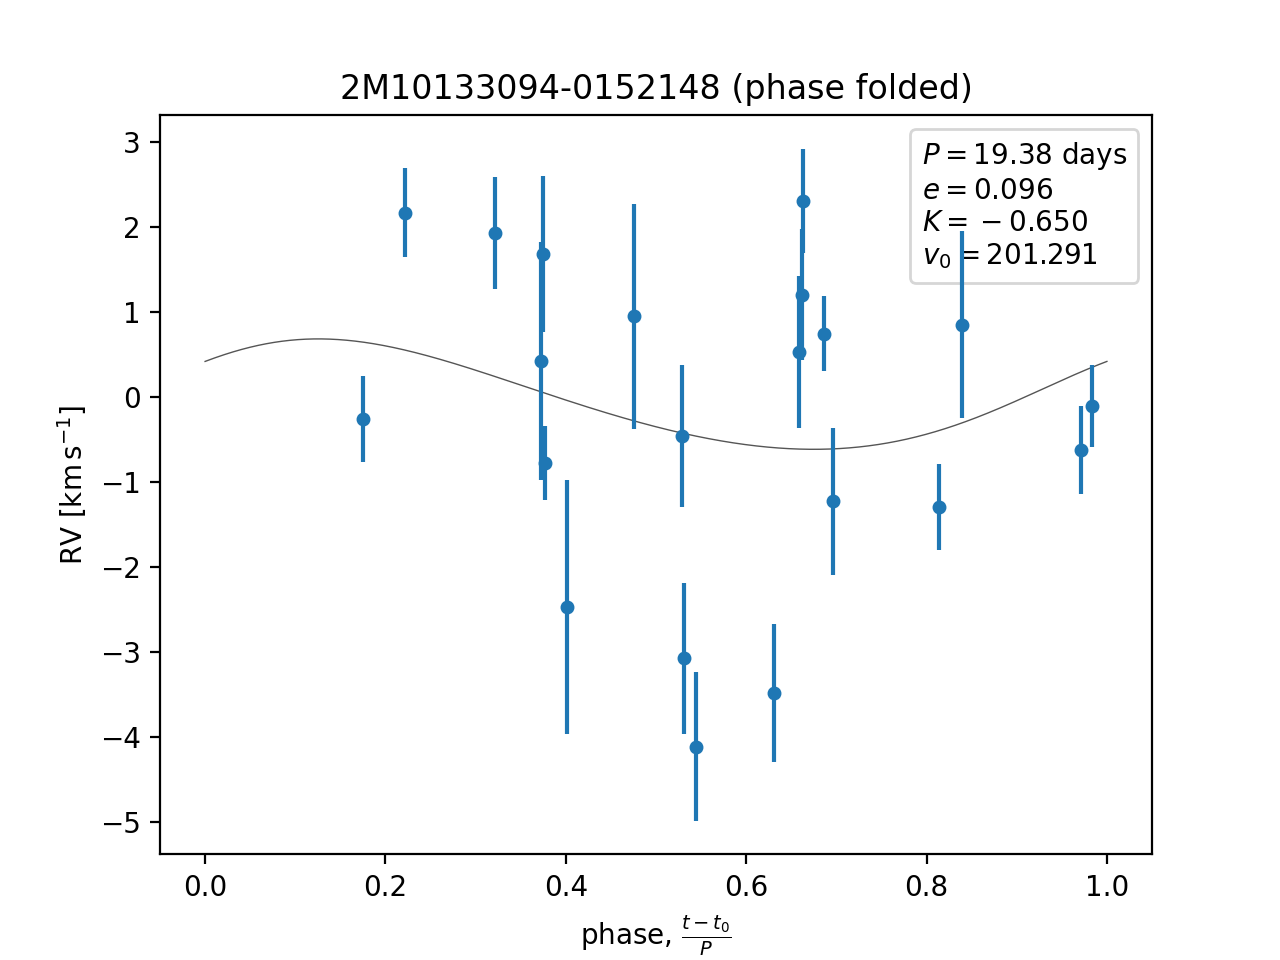 2M10133094-0152148 (phase folded)
P = 19.38 days
e = 0.096
K = −0.650
v₀ = 201.291
3
2
1
0
−1
−2
−3
−4
−5
RV [km s⁻¹]
0.0 0.2 0.4 0.6 0.8 1.0
phase, (t − t₀)/P